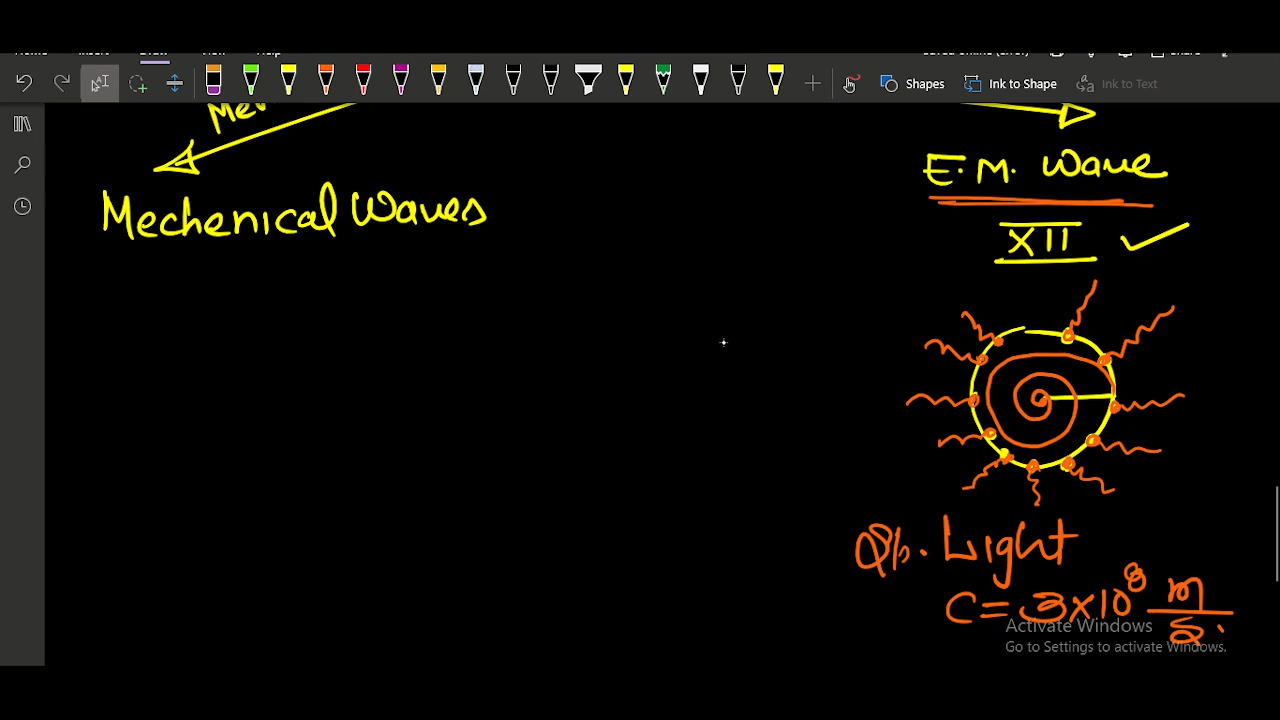 Shapes
Ink to Shape
Ink to Text
Mechenical Waves
E.M. Wave
XII
Light
C = 3×10⁸ m/s.
Activate Windows
Go to Settings to activate Windows.